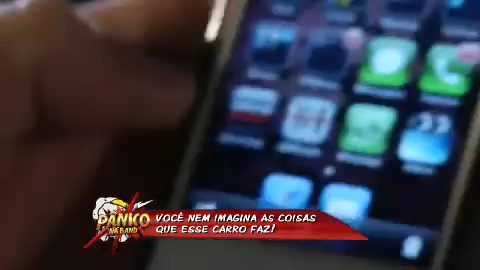 PÂNICO
NA BAND
VOCÊ NEM IMAGINA AS COISAS
QUE ESSE CARRO FAZ!